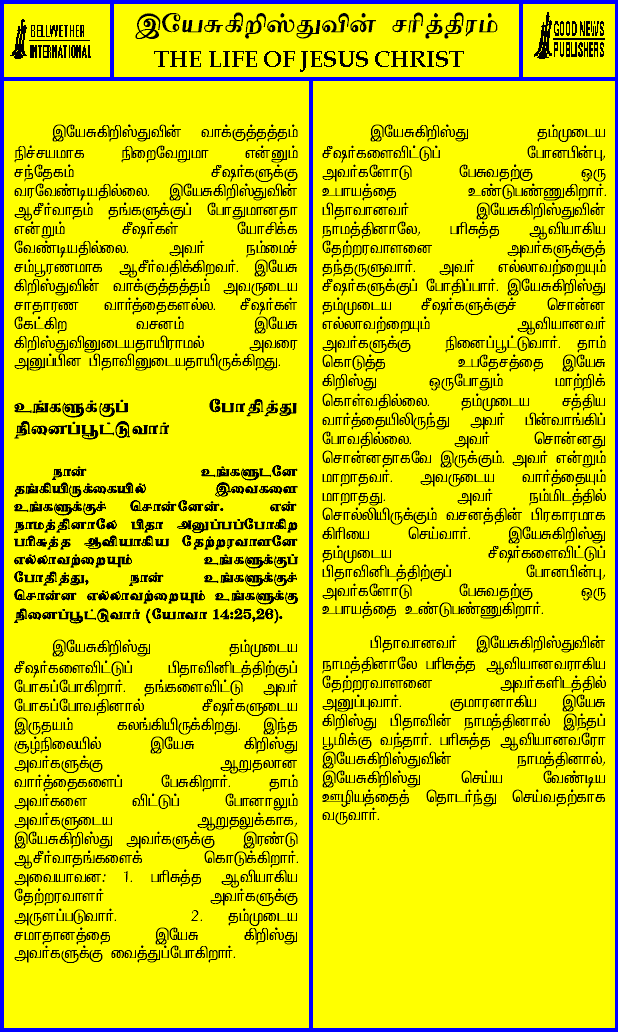 BELLWETHER
INTERNATIONAL
இயேசுகிறிஸ்துவின் சரித்திரம்
THE LIFE OF JESUS CHRIST
GOOD NEWS
PUBLISHERS
இயேசுகிறிஸ்துவின் வாக்குத்தத்தம்
நிச்சயமாக நிறைவேறுமா என்னும்
சந்தேகம் சீஷர்களுக்கு
வரவேண்டியதில்லை. இயேசுகிறிஸ்துவின்
ஆசீர்வாதம் தங்களுக்குப் போதுமானதா
என்றும் சீஷர்கள் யோசிக்க
வேண்டியதில்லை. அவர் நம்மைச்
சம்பூரணமாக ஆசீர்வதிக்கிறவர். இயேசு
கிறிஸ்துவின் வாக்குத்தத்தம் அவருடைய
சாதாரண வார்த்தைகளல்ல. சீஷர்கள்
கேட்கிற வசனம் இயேசு
கிறிஸ்துவினுடையதாயிராமல் அவரை
அனுப்பின பிதாவினுடையதாயிருக்கிறது.
உங்களுக்குப் போதித்து
நினைப்பூட்டுவார்
நான் உங்களுடனே
தங்கியிருக்கையில் இவைகளை
உங்களுக்குச் சொன்னேன். என்
நாமத்தினாலே பிதா அனுப்பப்போகிற
பரிசுத்த ஆவியாகிய தேற்றரவாளனே
எல்லாவற்றையும் உங்களுக்குப்
போதித்து, நான் உங்களுக்குச்
சொன்ன எல்லாவற்றையும் உங்களுக்கு
நினைப்பூட்டுவார் (யோவா 14:25,26).
இயேசுகிறிஸ்து தம்முடைய
சீஷர்களைவிட்டுப் பிதாவினிடத்திற்குப்
போகப்போகிறார். தங்களைவிட்டு அவர்
போகப்போவதினால் சீஷர்களுடைய
இருதயம் கலங்கியிருக்கிறது. இந்த
சூழ்நிலையில் இயேசு கிறிஸ்து
அவர்களுக்கு ஆறுதலான
வார்த்தைகளைப் பேசுகிறார். தாம்
அவர்களை விட்டுப் போனாலும்
அவர்களுடைய ஆறுதலுக்காக,
இயேசுகிறிஸ்து அவர்களுக்கு இரண்டு
ஆசீர்வாதங்களைக் கொடுக்கிறார்.
அவையாவன: 1. பரிசுத்த ஆவியாகிய
தேற்றரவாளர் அவர்களுக்கு
அருளப்படுவார். 2. தம்முடைய
சமாதானத்தை இயேசு கிறிஸ்து
அவர்களுக்கு வைத்துப்போகிறார்.
இயேசுகிறிஸ்து தம்முடைய
சீஷர்களைவிட்டுப் போனபின்பு,
அவர்களோடு பேசுவதற்கு ஒரு
உபாயத்தை உண்டுபண்ணுகிறார்.
பிதாவானவர் இயேசுகிறிஸ்துவின்
நாமத்தினாலே, பரிசுத்த ஆவியாகிய
தேற்றரவாளனை அவர்களுக்குத்
தந்தருளுவார். அவர் எல்லாவற்றையும்
சீஷர்களுக்குப் போதிப்பார். இயேசுகிறிஸ்து
தம்முடைய சீஷர்களுக்குச் சொன்ன
எல்லாவற்றையும் ஆவியானவர்
அவர்களுக்கு நினைப்பூட்டுவார். தாம்
கொடுத்த உபதேசத்தை இயேசு
கிறிஸ்து ஒருபோதும் மாற்றிக்
கொள்வதில்லை. தம்முடைய சத்திய
வார்த்தையிலிருந்து அவர் பின்வாங்கிப்
போவதில்லை. அவர் சொன்னது
சொன்னதாகவே இருக்கும். அவர் என்றும்
மாறாதவர். அவருடைய வார்த்தையும்
மாறாதது. அவர் நம்மிடத்தில்
சொல்லியிருக்கும் வசனத்தின் பிரகாரமாக
கிரியை செய்வார். இயேசுகிறிஸ்து
தம்முடைய சீஷர்களைவிட்டுப்
பிதாவினிடத்திற்குப் போனபின்பு,
அவர்களோடு பேசுவதற்கு ஒரு
உபாயத்தை உண்டுபண்ணுகிறார்.
பிதாவானவர் இயேசுகிறிஸ்துவின்
நாமத்தினாலே பரிசுத்த ஆவியானவராகிய
தேற்றரவாளனை அவர்களிடத்தில்
அனுப்புவார். குமாரனாகிய இயேசு
கிறிஸ்து பிதாவின் நாமத்தினால் இந்தப்
பூமிக்கு வந்தார். பரிசுத்த ஆவியானவரோ
இயேசுகிறிஸ்துவின் நாமத்தினால்,
இயேசுகிறிஸ்து செய்ய வேண்டிய
ஊழியத்தைத் தொடர்ந்து செய்வதற்காக
வருவார்.